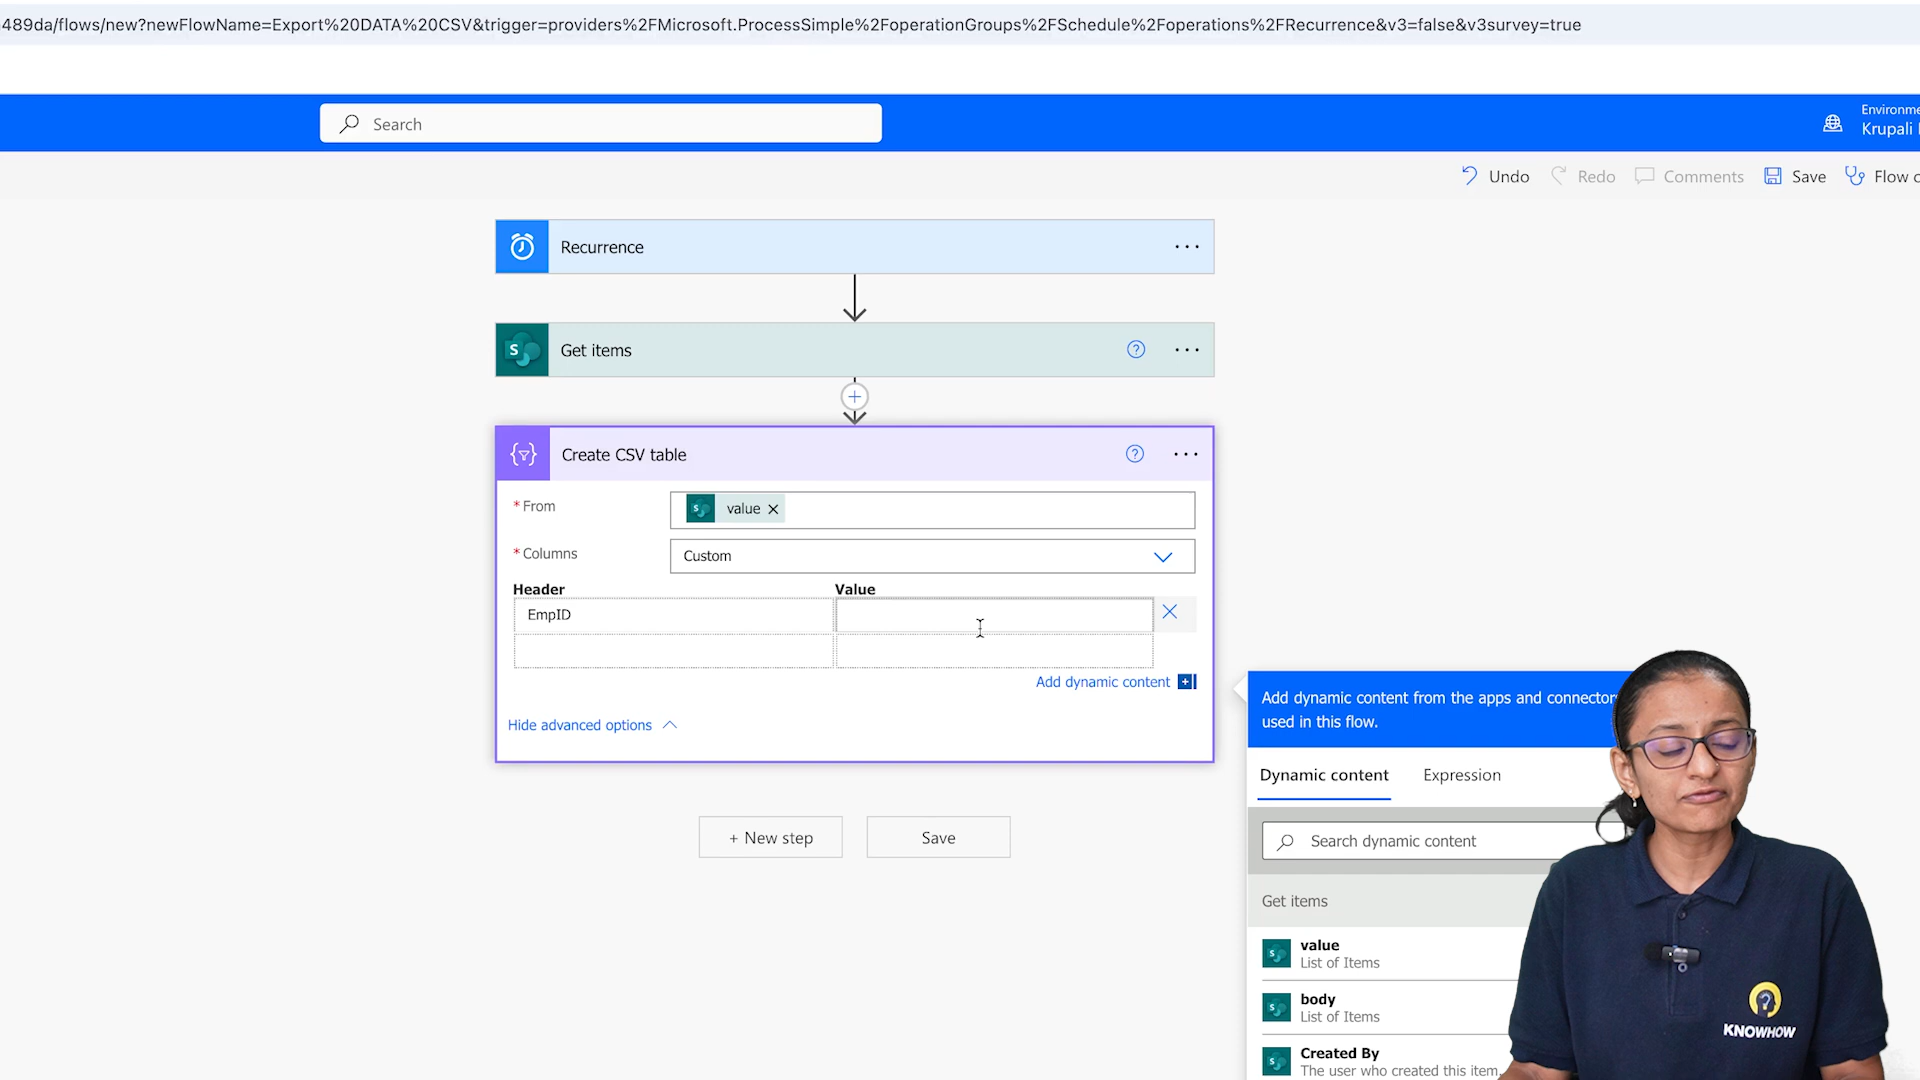 489da/flows/new?newFlowName=Export%20DATA%20CSV&trigger=providers%2FMicrosoft.ProcessSimple%2FoperationGroups%2FSchedule%2Foperations%2FRecurrence&v3=false&v3survey=true
Search
Environme
Krupali
Undo
Redo
Comments
Save
Flow c
Recurrence
Get items
Create CSV table
*From
value
*Columns
Custom
Header
Value
EmpID
Add dynamic content
Hide advanced options
+ New step
Save
Add dynamic content from the apps and connector
used in this flow.
Dynamic content
Expression
Search dynamic content
Get items
value
List of Items
body
List of Items
Created By
The user who created this item.
KNOWHOW